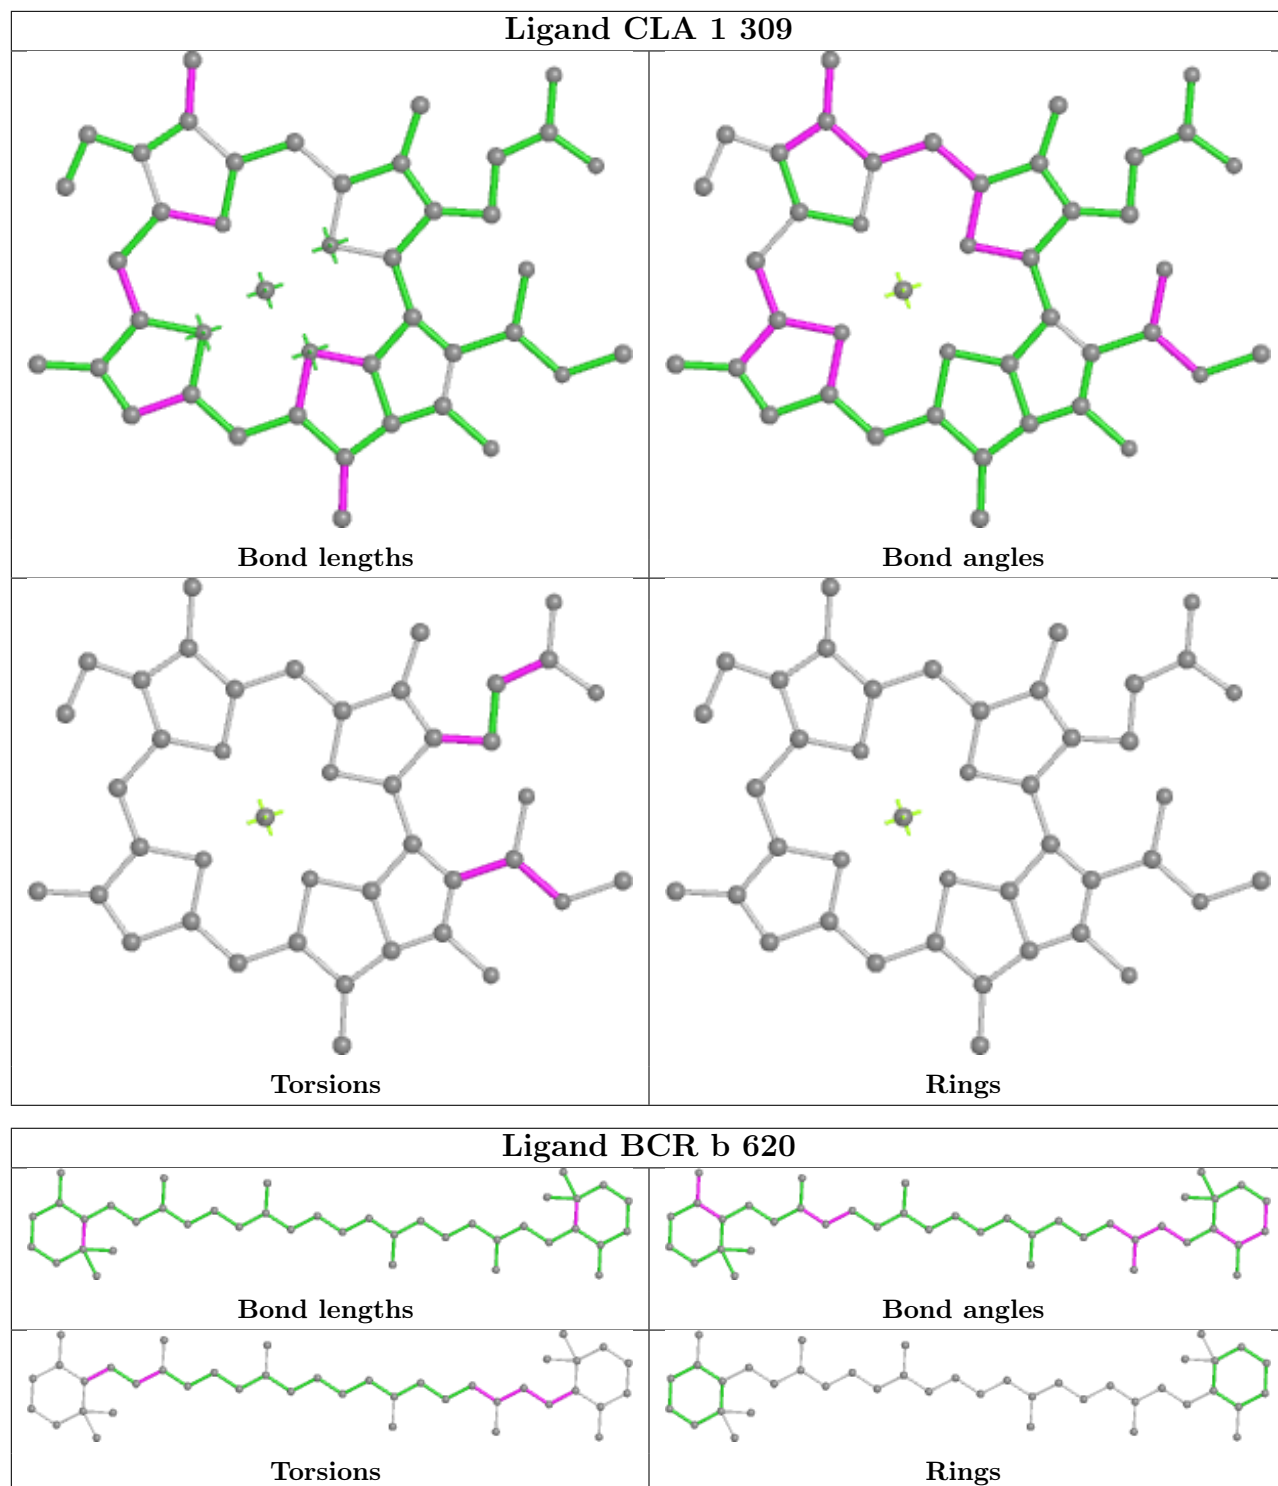 Ligand CLA 1 309
Bond lengths
Bond angles
Torsions
Rings
Ligand BCR b 620
Bond lengths
Bond angles
Torsions
Rings